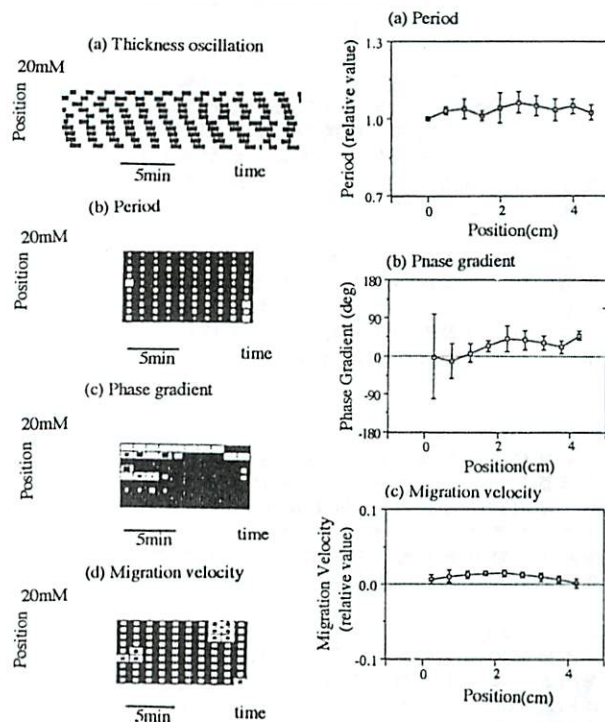 (a) Thickness oscillation
20mM
Position
5min
time
(b) Period
20mM
Position
5min
time
(c) Phase gradient
20mM
Position
5min
time
(d) Migration velocity
20mM
Position
5min
time
(a) Period
Period (relative value)
1.3
1.0
0.7
0
2
4
Position(cm)
(b) Pnase gradient
Phase Gradient (deg)
180
90
0
-90
-180
0
2
4
Position(cm)
(c) Migration velocity
Migration Velocity
(relative value)
0.1
0.0
-0.1
0
2
4
Position(cm)